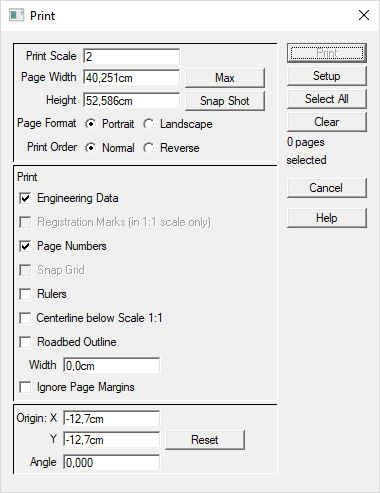 Print
Print Scale 2
Page Width 40,251cm Max
Height 52,586cm Snap Shot
Page Format Portrait Landscape
Print Order Normal Reverse
Print
Setup
Select All
Clear
0 pages
selected
Cancel
Help
Print
Engineering Data
Registration Marks (in 1:1 scale only)
Page Numbers
Snap Grid
Rulers
Centerline below Scale 1:1
Roadbed Outline
Width 0,0cm
Ignore Page Margins
Origin: X -12,7cm
Y -12,7cm Reset
Angle 0,000